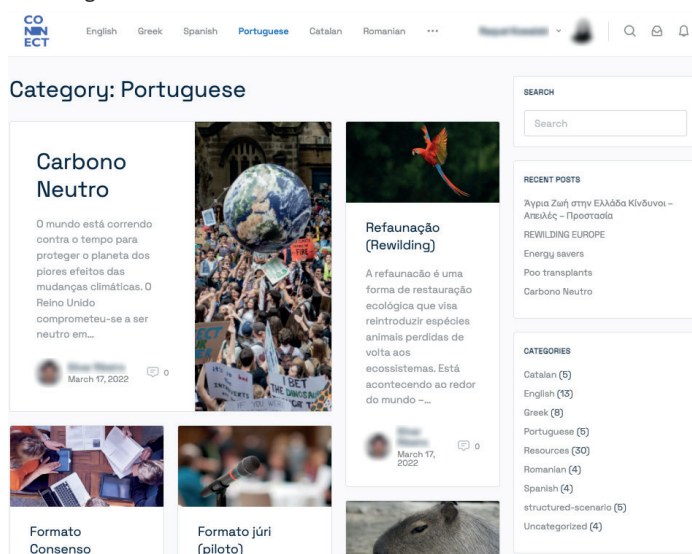 CO
NN
ECT
English Greek Spanish Portuguese Catalan Romanian ...
Category: Portuguese
Carbono
Neutro
O mundo está correndo
contra o tempo para
proteger o planeta dos
piores efeitos das
mudanças climáticas. O
Reino Unido
comprometeu-se a ser
neutro em...
March 17, 2022 0
FIRE
I BET
THE DINOSAURS
Refaunação
(Rewilding)
A refaunacão é uma
forma de restauração
ecológica que visa
reintroduzir espécies
animais perdidas de
volta aos
ecossistemas. Está
acontecendo ao redor
do mundo –...
March 17,
2022 0
Formato
Consenso
Formato júri
(piloto)
SEARCH
Search
RECENT POSTS
Άγρια Ζωή στην Ελλάδα Κίνδυνοι –
Απειλές – Προστασία
REWILDING EUROPE
Energy savers
Poo transplants
Carbono Neutro
CATEGORIES
Catalan (5)
English (13)
Greek (8)
Portuguese (5)
Resources (30)
Romanian (4)
Spanish (4)
structured-scenario (5)
Uncategorized (4)